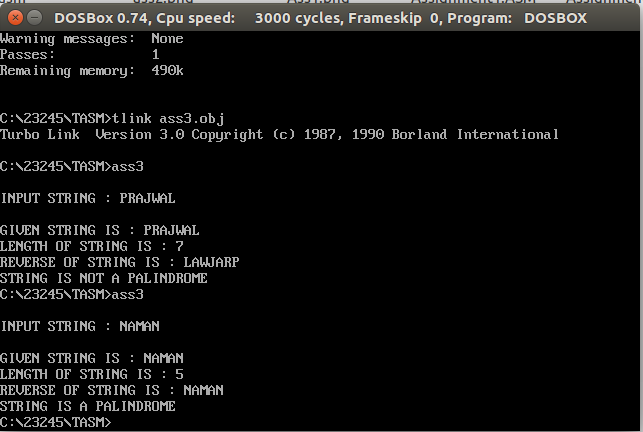 DOSBox 0.74, Cpu speed:    3000 cycles, Frameskip  0, Program:   DOSBOX
Warning messages:  None
Passes:            1
Remaining memory:  490k
C:\23245\TASM>tlink ass3.obj
Turbo Link  Version 3.0 Copyright (c) 1987, 1990 Borland International
C:\23245\TASM>ass3
INPUT STRING : PRAJWAL
GIVEN STRING IS : PRAJWAL
LENGTH OF STRING IS : 7
REVERSE OF STRING IS : LAWJARP
STRING IS NOT A PALINDROME
C:\23245\TASM>ass3
INPUT STRING : NAMAN
GIVEN STRING IS : NAMAN
LENGTH OF STRING IS : 5
REVERSE OF STRING IS : NAMAN
STRING IS A PALINDROME
C:\23245\TASM>